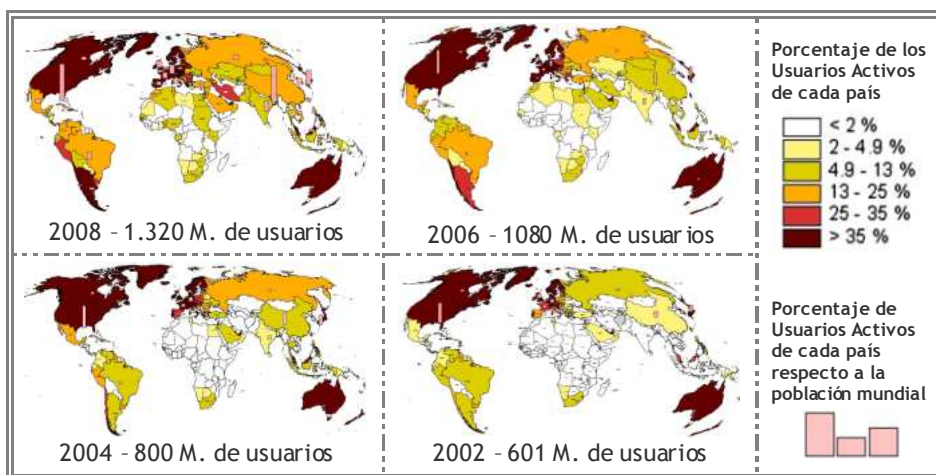 2008 - 1.320 M. de usuarios
2006 - 1080 M. de usuarios
2004 - 800 M. de usuarios
2002 - 601 M. de usuarios
Porcentaje de los
Usuarios Activos
de cada país
< 2 %
2 - 4.9 %
4.9 - 13 %
13 - 25 %
25 - 35 %
> 35 %
Porcentaje de
Usuarios Activos
de cada país
respecto a la
población mundial